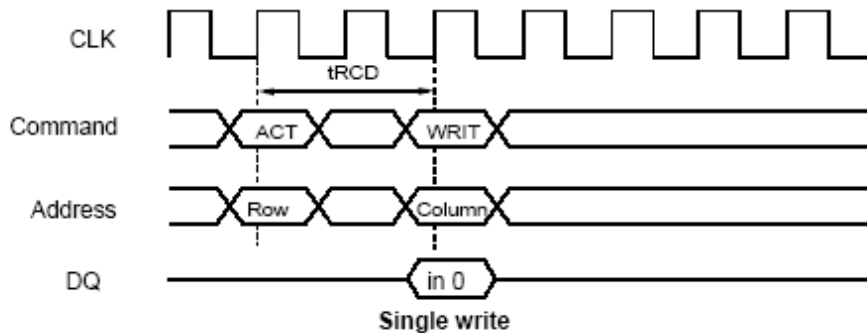 CLK
tRCD
Command ACT WRIT
Address Row Column
DQ in 0
Single write